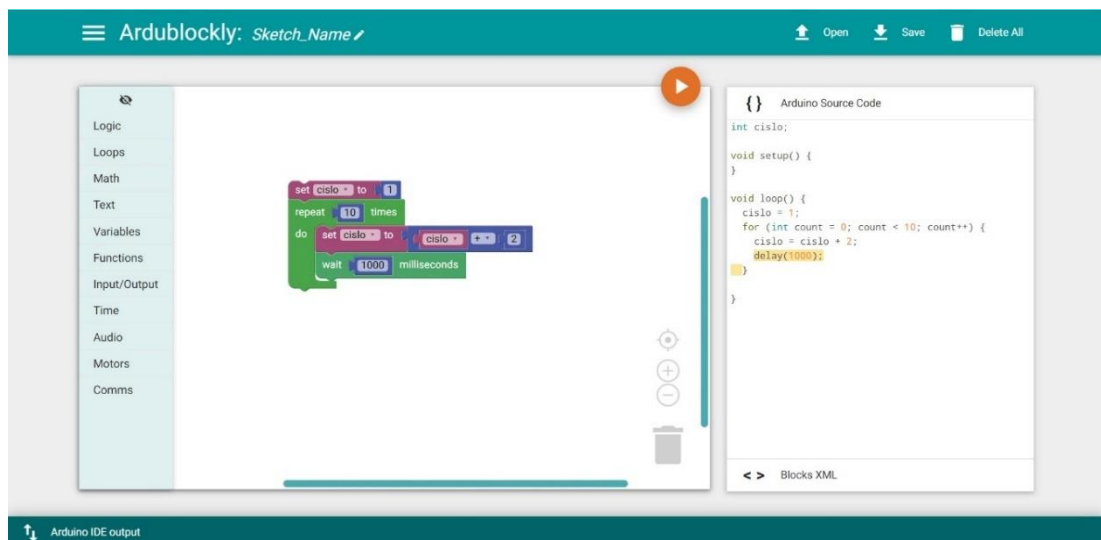 Ardublockly: Sketch_Name
Open Save Delete All
Logic
Loops
Math
Text
Variables
Functions
Input/Output
Time
Audio
Motors
Comms
set cislo to 1
repeat 10 times
do set cislo to cislo + 2
wait 1000 milliseconds
{} Arduino Source Code
int cislo;
void setup() {
}
void loop() {
cislo = 1;
for (int count = 0; count < 10; count++) {
cislo = cislo + 2;
delay(1000);
}
}
< > Blocks XML
Arduino IDE output